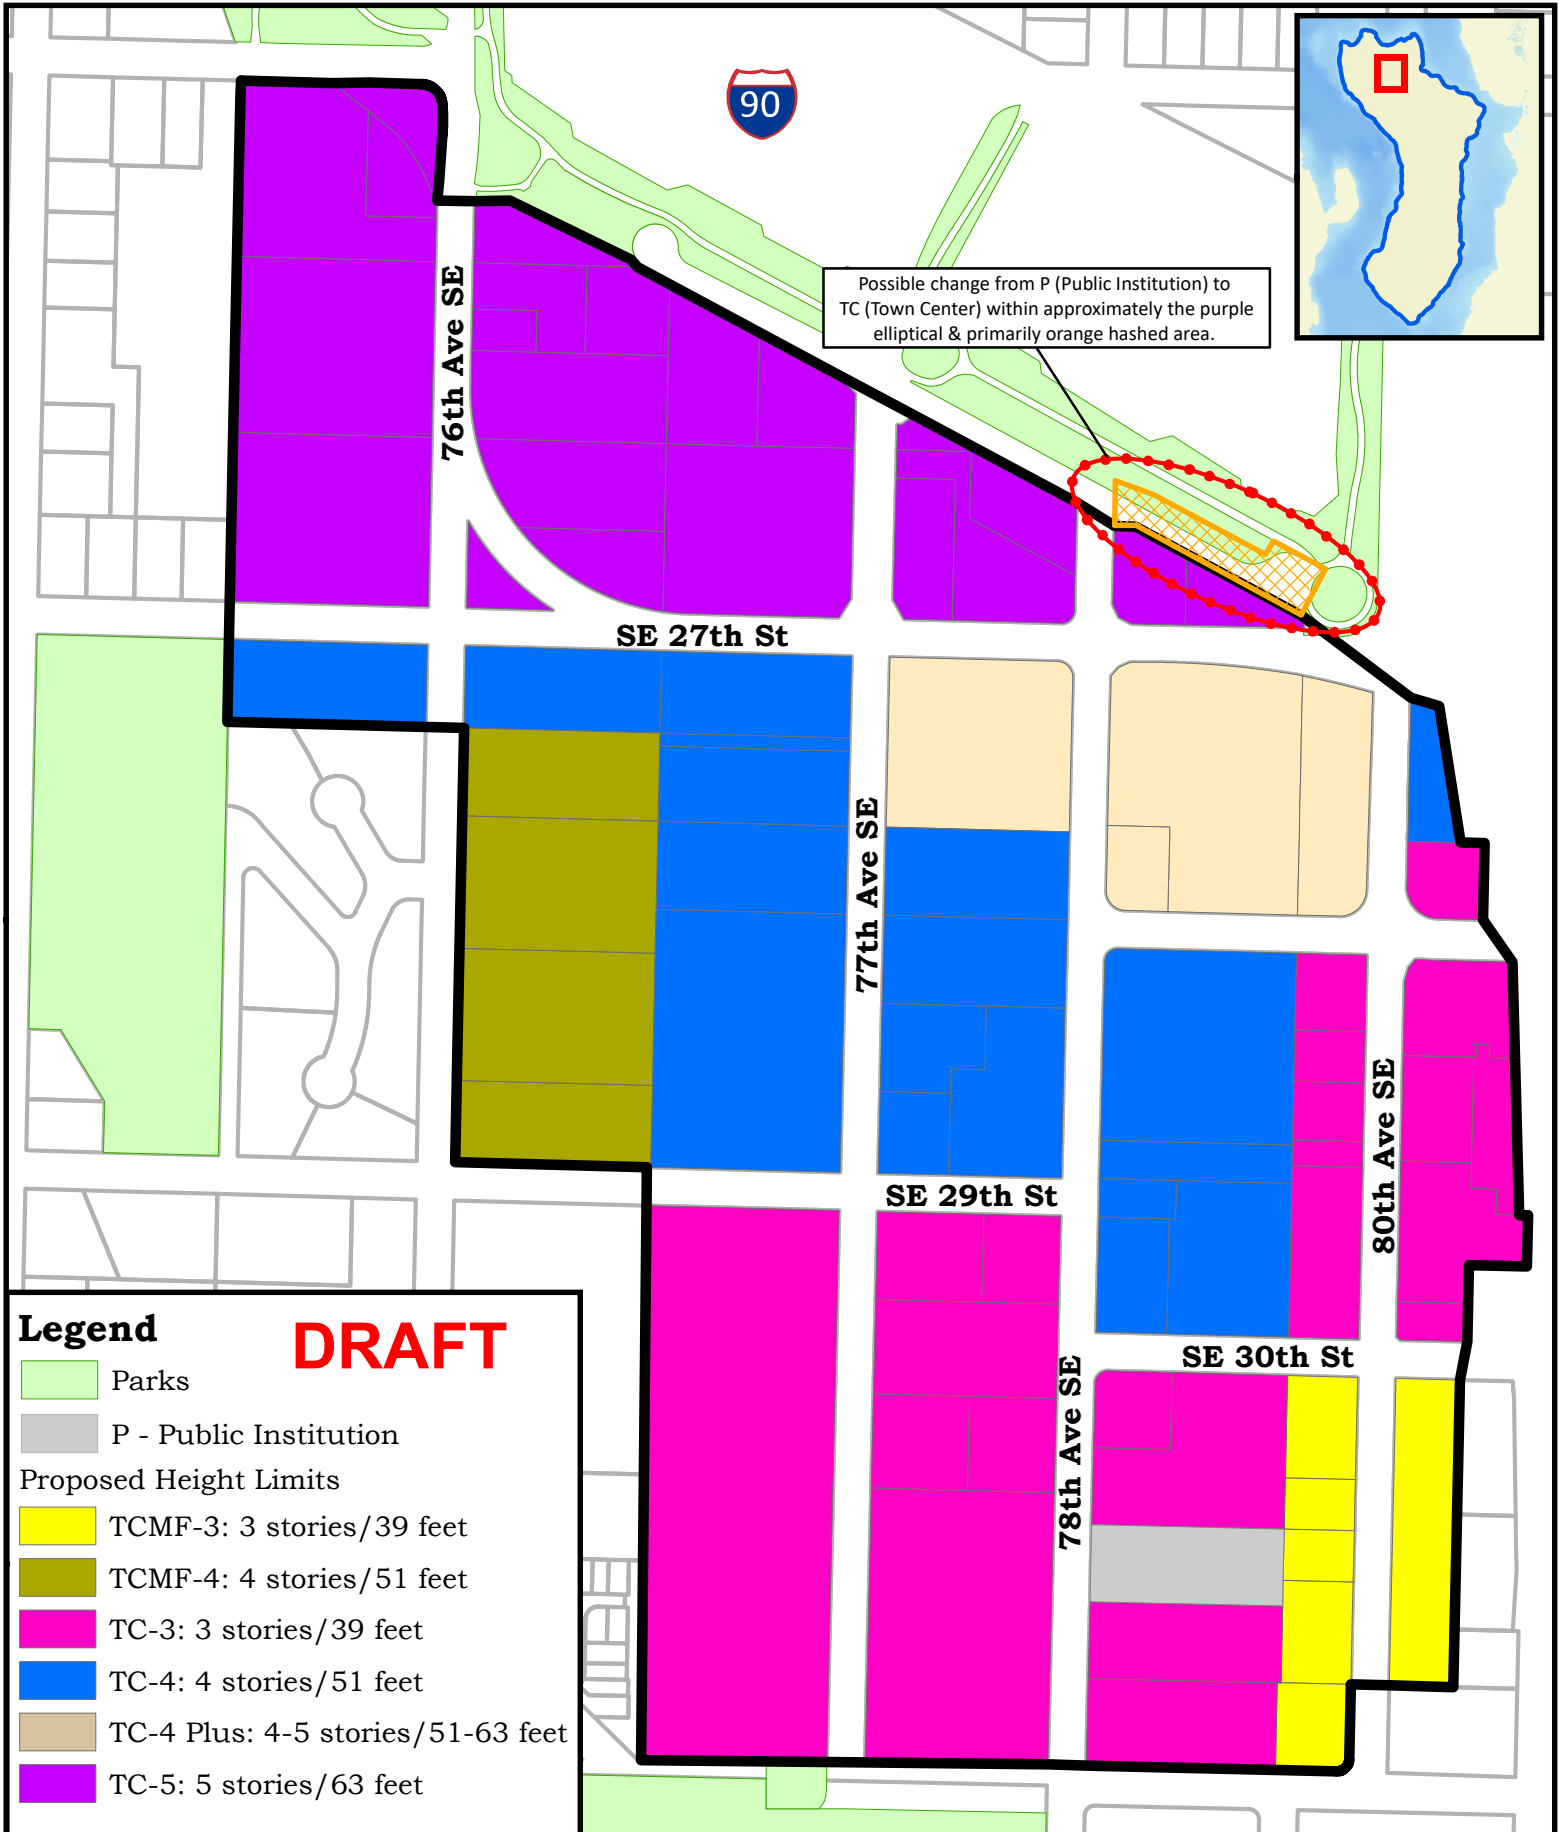 90
Possible change from P (Public Institution) to
TC (Town Center) within approximately the purple
elliptical & primarily orange hashed area.
76th Ave SE
SE 27th St
77th Ave SE
SE 29th St
80th Ave SE
SE 30th St
78th Ave SE
Legend
DRAFT
Parks
P - Public Institution
Proposed Height Limits
TCMF-3: 3 stories/39 feet
TCMF-4: 4 stories/51 feet
TC-3: 3 stories/39 feet
TC-4: 4 stories/51 feet
TC-4 Plus: 4-5 stories/51-63 feet
TC-5: 5 stories/63 feet